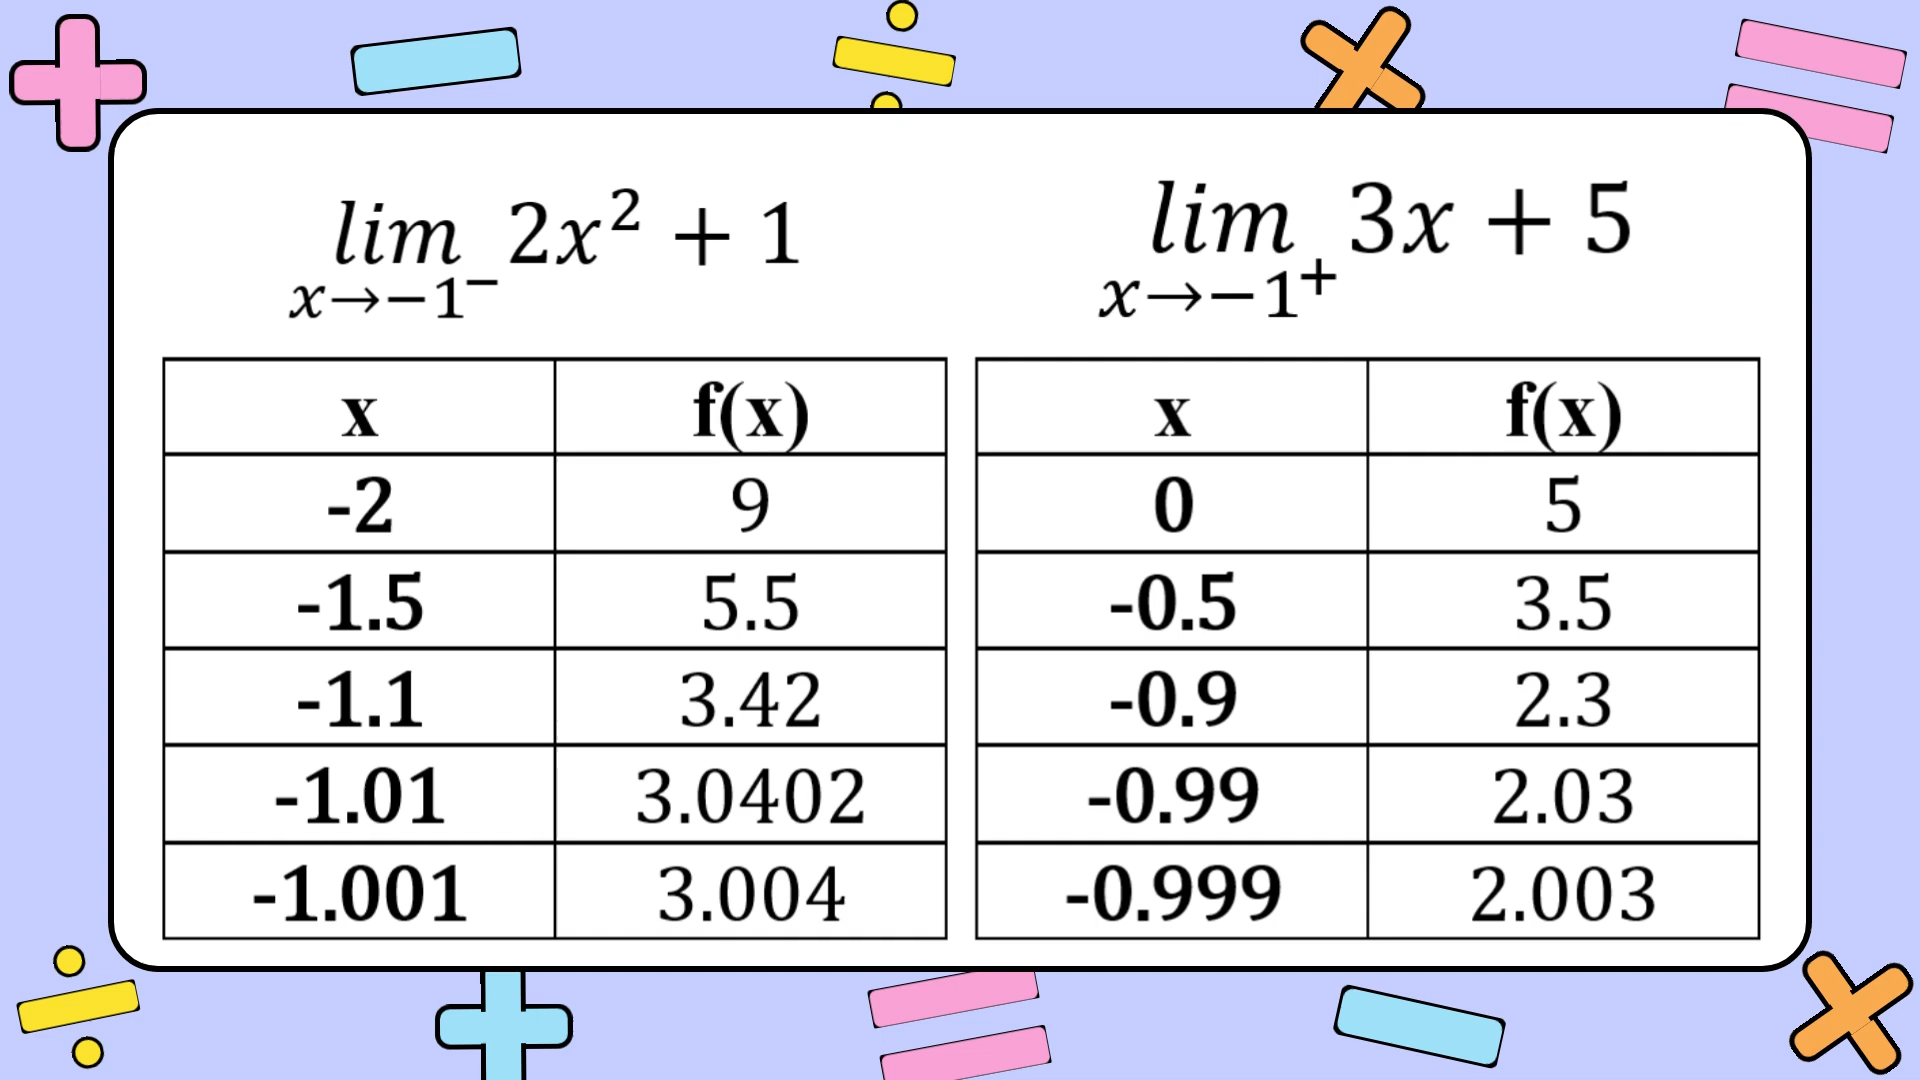 lim 2x² + 1
x→−1⁻
lim 3x + 5
x→−1⁺
x f(x)
-2 9
-1.5 5.5
-1.1 3.42
-1.01 3.0402
-1.001 3.004
x f(x)
0 5
-0.5 3.5
-0.9 2.3
-0.99 2.03
-0.999 2.003